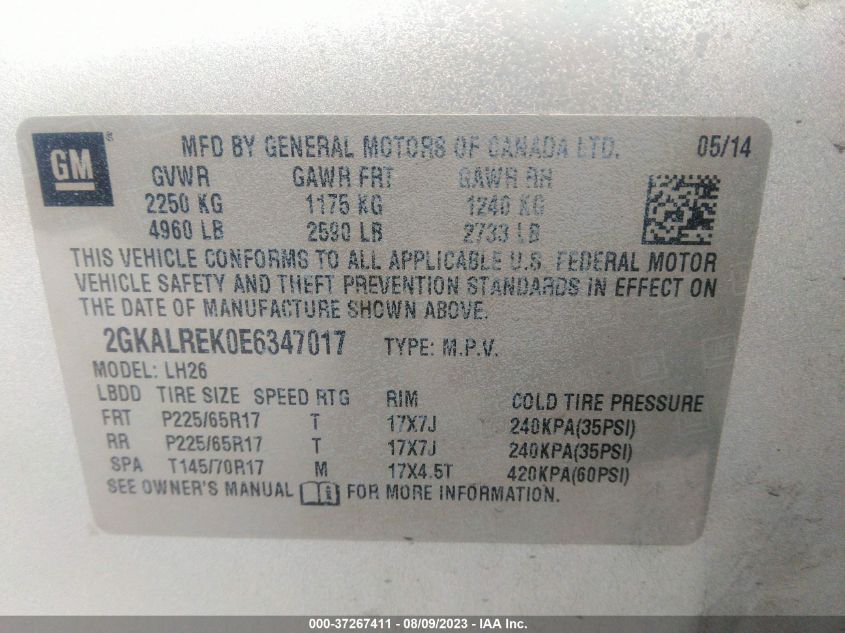 GM ® MFD BY GENERAL MOTORS OF CANADA LTD. 05/14
GVWR GAWR FRT GAWR RR
2250 KG 1175 KG 1240 KG
4960 LB 2590 LB 2733 LB
THIS VEHICLE CONFORMS TO ALL APPLICABLE U.S. FEDERAL MOTOR
VEHICLE SAFETY AND THEFT PREVENTION STANDARDS IN EFFECT ON
THE DATE OF MANUFACTURE SHOWN ABOVE.
2GKALREK0E6347017 TYPE: M.P.V.
MODEL: LH26
LBDD TIRE SIZE SPEED RTG RIM COLD TIRE PRESSURE
FRT P225/65R17 T 17X7J 240KPA(35PSI)
RR P225/65R17 T 17X7J 240KPA(35PSI)
SPA T145/70R17 M 17X4.5T 420KPA(60PSI)
SEE OWNER'S MANUAL FOR MORE INFORMATION.
000-37267411 - 08/09/2023 - IAA Inc.